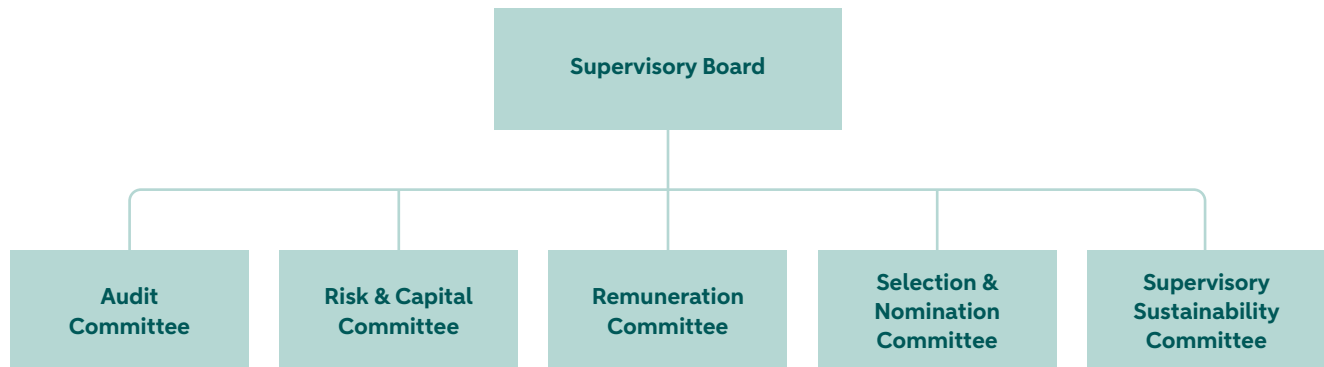 Supervisory Board
Audit
Committee
Risk & Capital
Committee
Remuneration
Committee
Selection &
Nomination
Committee
Supervisory
Sustainability
Committee